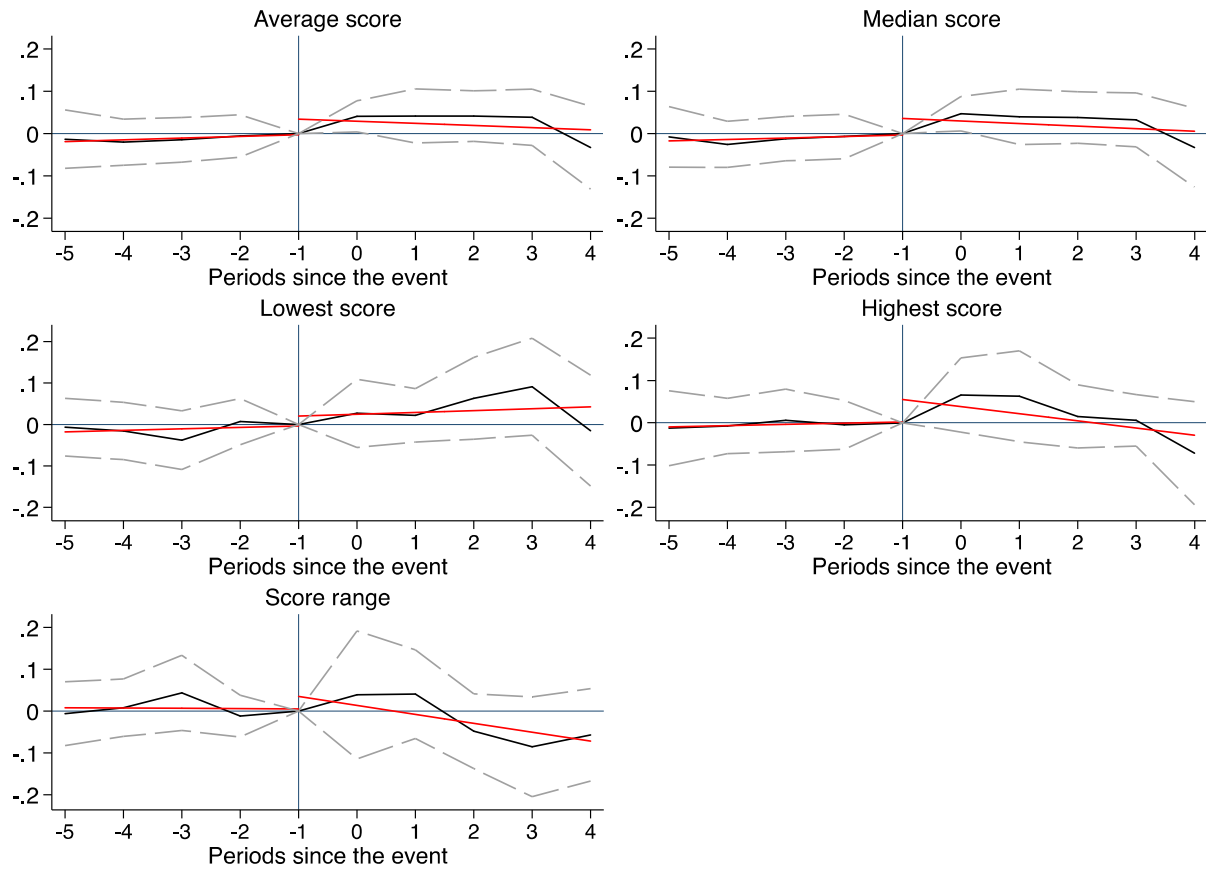 Average score
.2
.1
0
-.1
-.2
-5 -4 -3 -2 -1 0 1 2 3 4
Periods since the event
Median score
.2
.1
0
-.1
-.2
-5 -4 -3 -2 -1 0 1 2 3 4
Periods since the event
Lowest score
.2
.1
0
-.1
-.2
-5 -4 -3 -2 -1 0 1 2 3 4
Periods since the event
Highest score
.2
.1
0
-.1
-.2
-5 -4 -3 -2 -1 0 1 2 3 4
Periods since the event
Score range
.2
.1
0
-.1
-.2
-5 -4 -3 -2 -1 0 1 2 3 4
Periods since the event